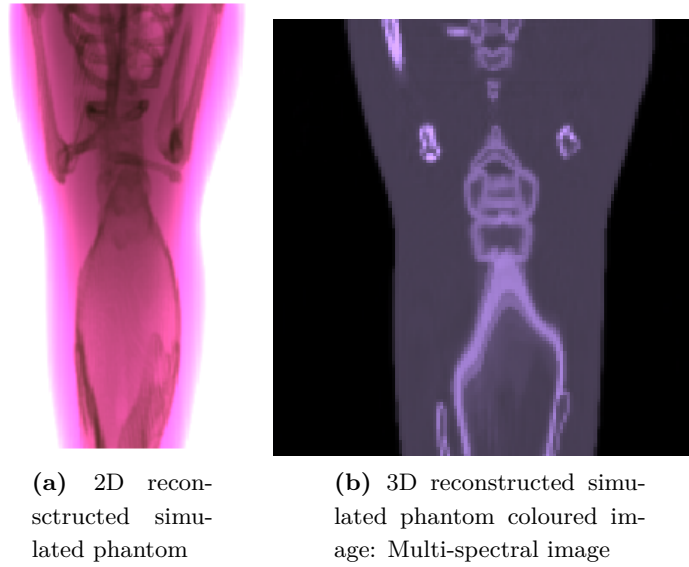 (a) 2D recon-
sctructed simu-
lated phantom
(b) 3D reconstructed simu-
lated phantom coloured im-
age: Multi-spectral image